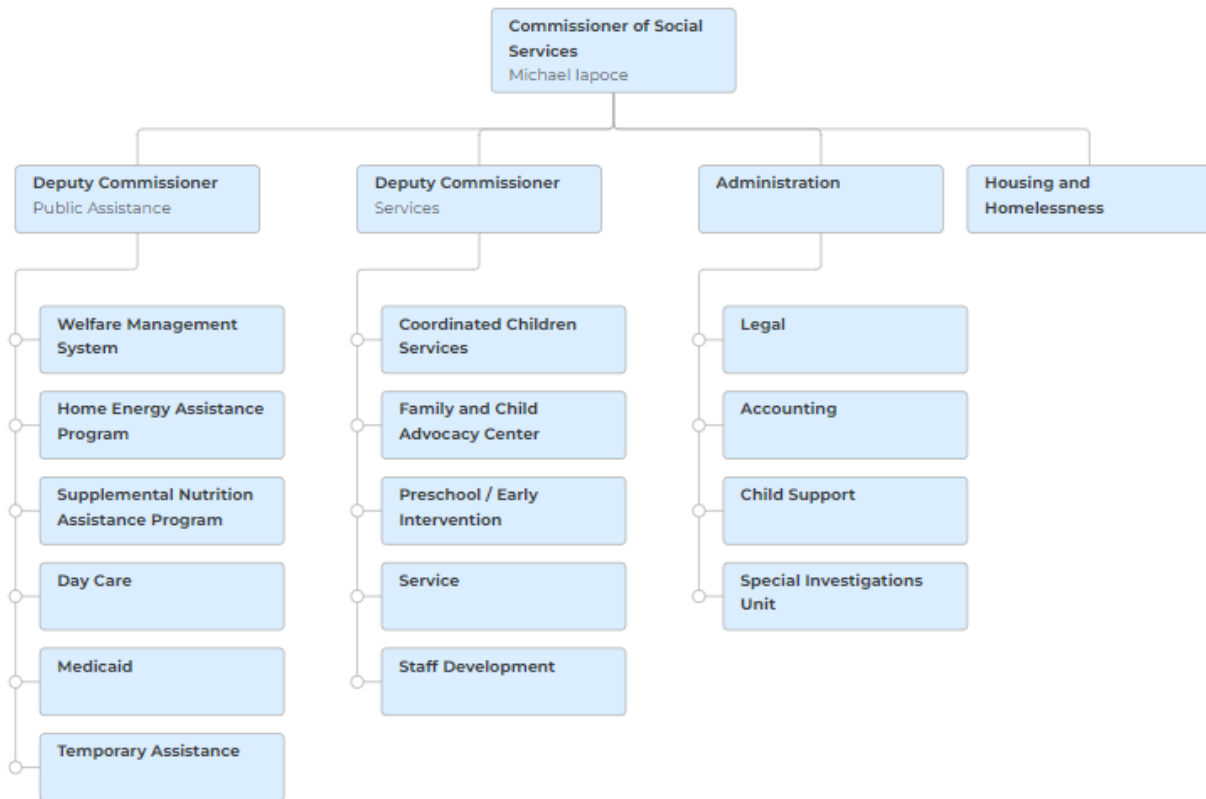 Commissioner of Social
Services
Michael Iapoce
Deputy Commissioner
Public Assistance
Deputy Commissioner
Services
Administration
Housing and
Homelessness
Welfare Management
System
Home Energy Assistance
Program
Supplemental Nutrition
Assistance Program
Day Care
Medicaid
Temporary Assistance
Coordinated Children
Services
Family and Child
Advocacy Center
Preschool / Early
Intervention
Service
Staff Development
Legal
Accounting
Child Support
Special Investigations
Unit